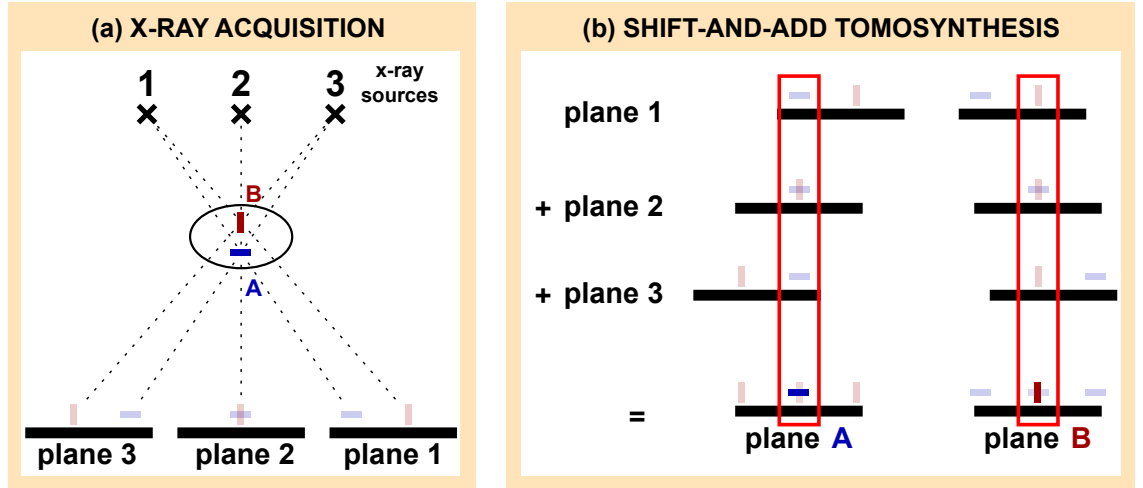 (a) X-RAY ACQUISITION
1 2 3 x-ray
sources
B
A
plane 3 plane 2 plane 1
(b) SHIFT-AND-ADD TOMOSYNTHESIS
plane 1
+ plane 2
+ plane 3
=
plane A plane B